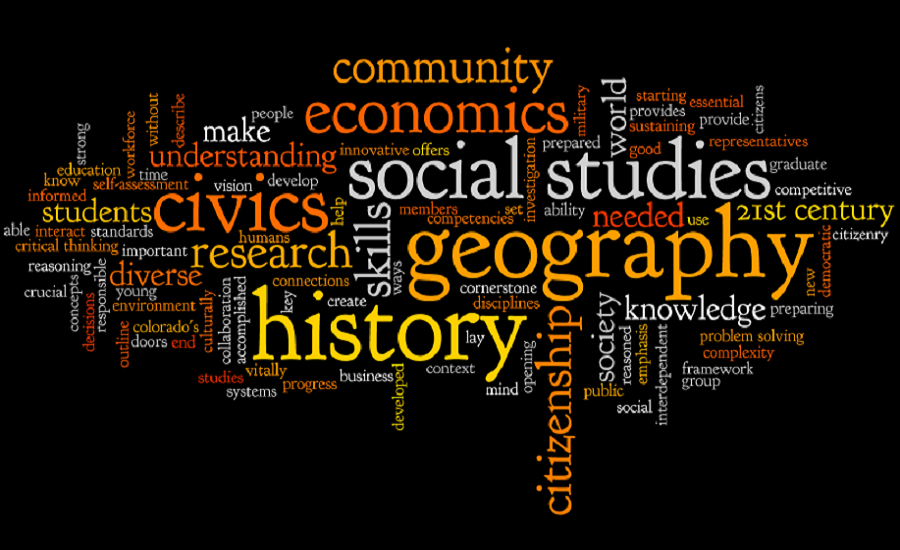 community
economics
military
world
starting
essential
citizens
provides
provide
sustaining
people
make
without
describe
workforce
strong
understanding
innovative
offers
investigation
prepared
good
representatives
social studies
graduate
education
time
know
self-assessment
vision
develop
competitive
informed
students
civics
help
skills
members
set
competencies
ability
needed
use
21st century
able
interact
standards
humans
geography
democratic
citizenry
critical thinking
important
research
ways
new
reasoning
concepts
responsible
diverse
connections
cornerstone
crucial
young
culturally
collaboration
accomplished
key
create
disciplines
society
knowledge
preparing
environment
decisions
outline
colorado's
history
citizenship
doors
end
lay
reasoned
emphasis
interdependent
problem solving
complexity
opening
context
framework
studies
vitally
business
group
systems
progress
developed
mind
public
social